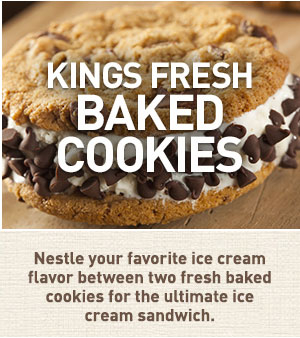 KINGS FRESH
BAKED
COOKIES
Nestle your favorite ice cream
flavor between two fresh baked
cookies for the ultimate ice
cream sandwich.